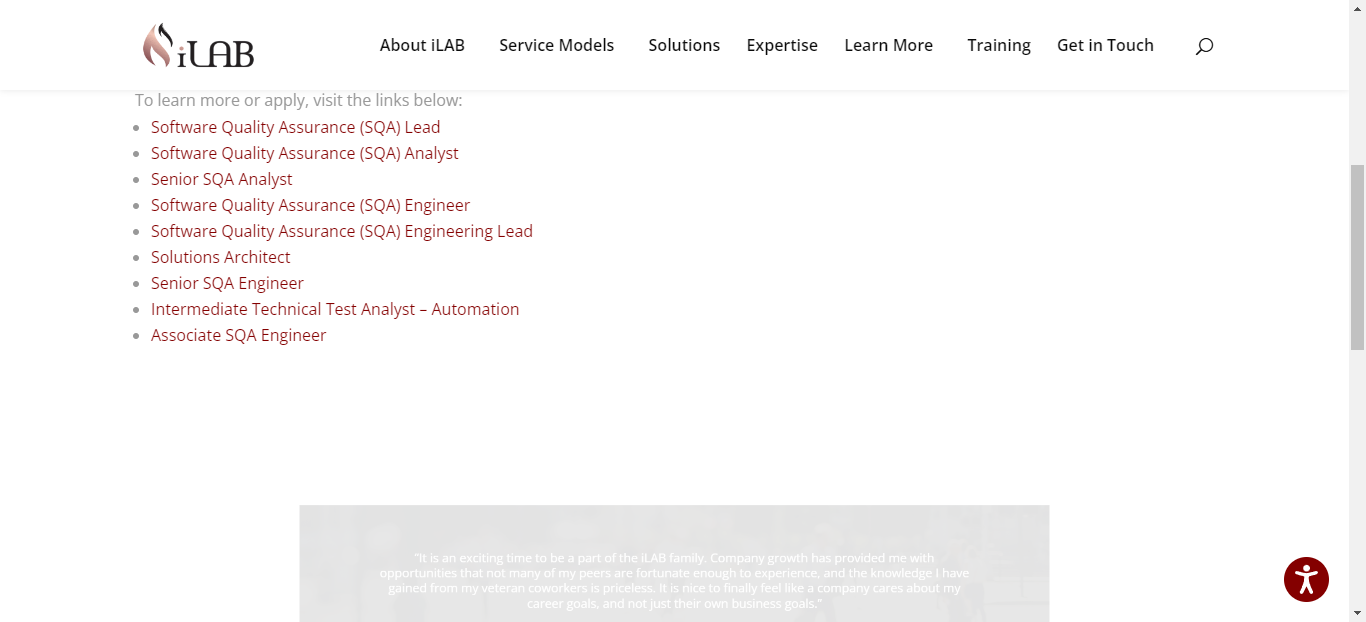 iLAB
About iLAB
Service Models
Solutions
Expertise
Learn More
Training
Get in Touch
To learn more or apply, visit the links below:
Software Quality Assurance (SQA) Lead
Software Quality Assurance (SQA) Analyst
Senior SQA Analyst
Software Quality Assurance (SQA) Engineer
Software Quality Assurance (SQA) Engineering Lead
Solutions Architect
Senior SQA Engineer
Intermediate Technical Test Analyst – Automation
Associate SQA Engineer
"It is an exciting time to be a part of the iLAB family. Company growth has provided me with
opportunities that not many of my peers are fortunate enough to experience, and the knowledge I have
gained from my veteran coworkers is priceless. It is nice to finally feel like a company cares about my
career goals, and not just their own business goals."